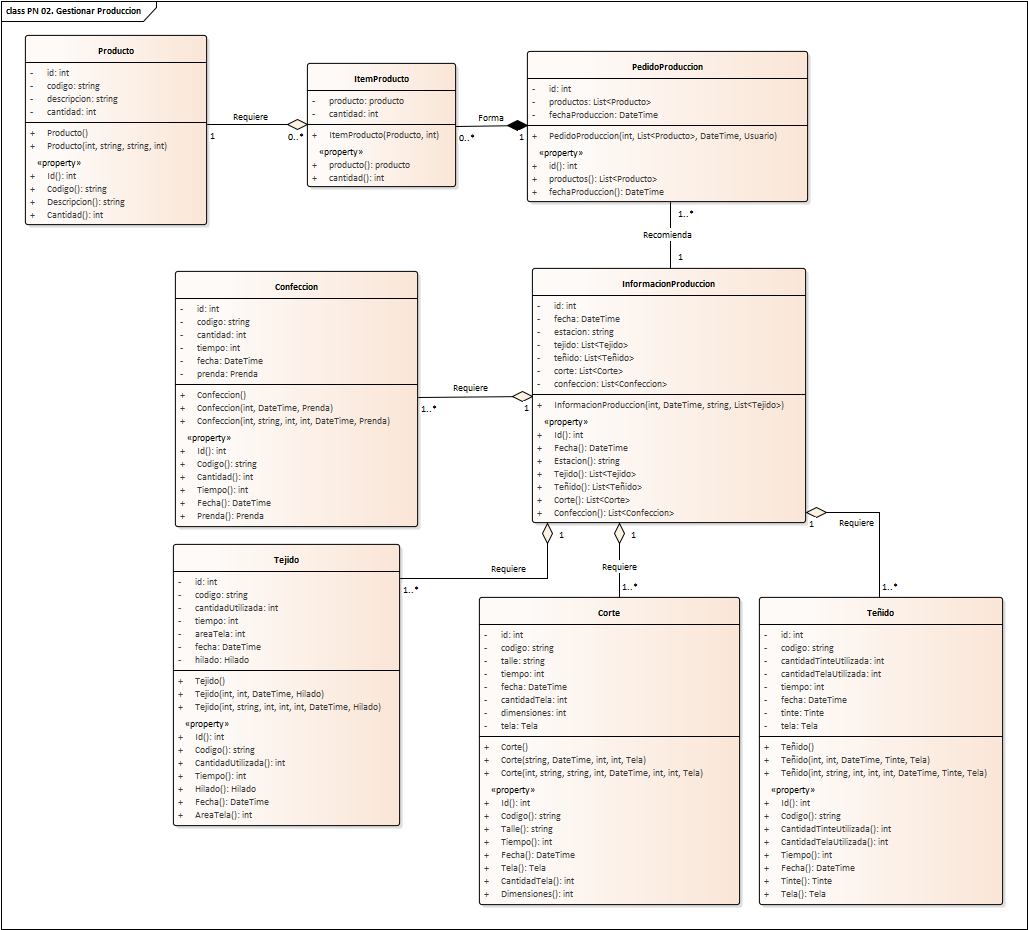 class PN 02. Gestionar Produccion
Producto
- id: int
- codigo: string
- descripcion: string
- cantidad: int
+ Producto()
+ Producto(int, string, string, int)
«property»
+ Id(): int
+ Codigo(): string
+ Descripcion(): string
+ Cantidad(): int
Requiere
1
0..*
ItemProducto
- producto: producto
- cantidad: int
+ ItemProducto(Producto, int)
«property»
+ producto(): producto
+ cantidad(): int
Forma
0..*
1
PedidoProduccion
- id: int
- productos: List<Producto>
- fechaProduccion: DateTime
+ PedidoProduccion(int, List<Producto>, DateTime, Usuario)
«property»
+ id(): int
+ productos(): List<Producto>
+ fechaProduccion(): DateTime
1..*
Recomienda
1
Confeccion
- id: int
- codigo: string
- cantidad: int
- tiempo: int
- fecha: DateTime
- prenda: Prenda
+ Confeccion()
+ Confeccion(int, DateTime, Prenda)
+ Confeccion(int, string, int, int, DateTime, Prenda)
«property»
+ Id(): int
+ Codigo(): string
+ Cantidad(): int
+ Tiempo(): int
+ Fecha(): DateTime
+ Prenda(): Prenda
Requiere
1..*
1
InformacionProduccion
- id: int
- fecha: DateTime
- estacion: string
- tejido: List<Tejido>
- teñido: List<Teñido>
- corte: List<Corte>
- confeccion: List<Confeccion>
+ InformacionProduccion(int, DateTime, string, List<Tejido>)
«property»
+ Id(): int
+ Fecha(): DateTime
+ Estacion(): string
+ Tejido(): List<Tejido>
+ Teñido(): List<Teñido>
+ Corte(): List<Corte>
+ Confeccion(): List<Confeccion>
1
Requiere
1..*
1
Requiere
1..*
1
Requiere
1..*
Tejido
- id: int
- codigo: string
- cantidadUtilizada: int
- tiempo: int
- areaTela: int
- fecha: DateTime
- hilado: Hilado
+ Tejido()
+ Tejido(int, int, DateTime, Hilado)
+ Tejido(int, string, int, int, int, DateTime, Hilado)
«property»
+ Id(): int
+ Codigo(): string
+ CantidadUtilizada(): int
+ Tiempo(): int
+ Hilado(): Hilado
+ Fecha(): DateTime
+ AreaTela(): int
Corte
- id: int
- codigo: string
- talle: string
- tiempo: int
- fecha: DateTime
- cantidadTela: int
- dimensiones: int
- tela: Tela
+ Corte()
+ Corte(string, DateTime, int, int, Tela)
+ Corte(int, string, string, int, DateTime, int, int, Tela)
«property»
+ Id(): int
+ Codigo(): string
+ Talle(): string
+ Tiempo(): int
+ Fecha(): DateTime
+ Tela(): Tela
+ CantidadTela(): int
+ Dimensiones(): int
Teñido
- id: int
- codigo: string
- cantidadTinteUtilizada: int
- cantidadTelaUtilizada: int
- tiempo: int
- fecha: DateTime
- tinte: Tinte
- tela: Tela
+ Teñido()
+ Teñido(int, int, DateTime, Tinte, Tela)
+ Teñido(int, string, int, int, int, DateTime, Tinte, Tela)
«property»
+ Id(): int
+ Codigo(): string
+ CantidadTinteUtilizada(): int
+ CantidadTelaUtilizada(): int
+ Tiempo(): int
+ Fecha(): DateTime
+ Tinte(): Tinte
+ Tela(): Tela